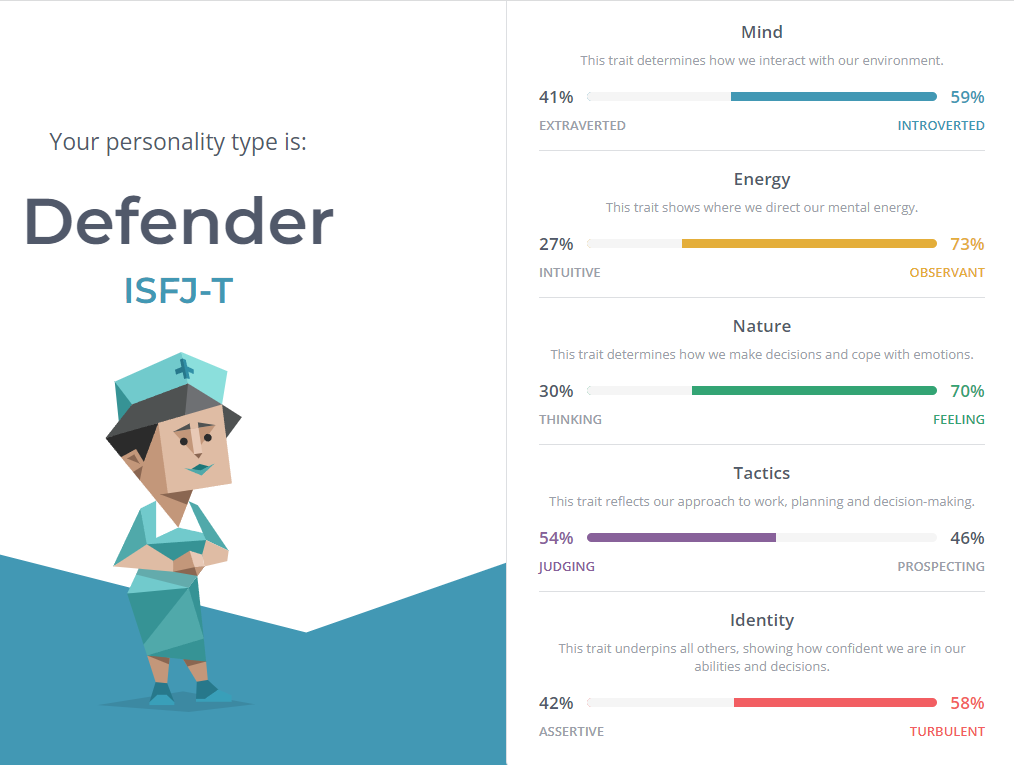 Your personality type is:
Defender
ISFJ-T
Mind
This trait determines how we interact with our environment.
41% 59%
EXTRAVERTED INTROVERTED
Energy
This trait shows where we direct our mental energy.
27% 73%
INTUITIVE OBSERVANT
Nature
This trait determines how we make decisions and cope with emotions.
30% 70%
THINKING FEELING
Tactics
This trait reflects our approach to work, planning and decision-making.
54% 46%
JUDGING PROSPECTING
Identity
This trait underpins all others, showing how confident we are in our
abilities and decisions.
42% 58%
ASSERTIVE TURBULENT